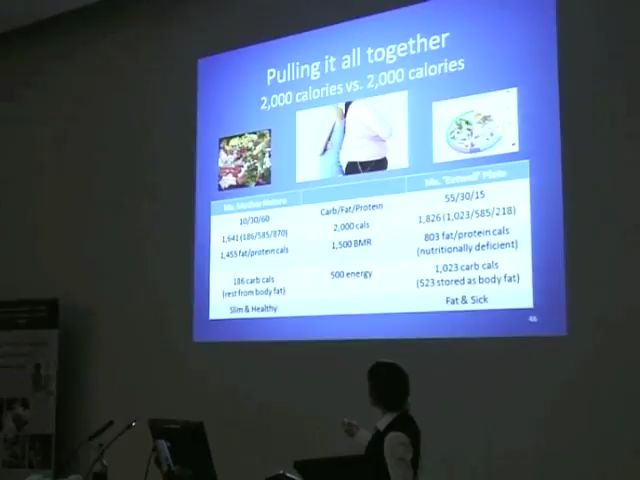 Pulling it all together
2,000 calories vs. 2,000 calories
Ms. Mother Nature
Ms. "Eatwell" Plate
10/30/60
Carb/Fat/Protein
55/30/15
1,641 (186/585/870)
2,000 cals
1,826 (1,023/585/218)
1,455 fat/protein cals
1,500 BMR
803 fat/protein cals
(nutritionally deficient)
186 carb cals
(rest from body fat)
500 energy
1,023 carb cals
(523 stored as body fat)
Slim & Healthy
Fat & Sick
46